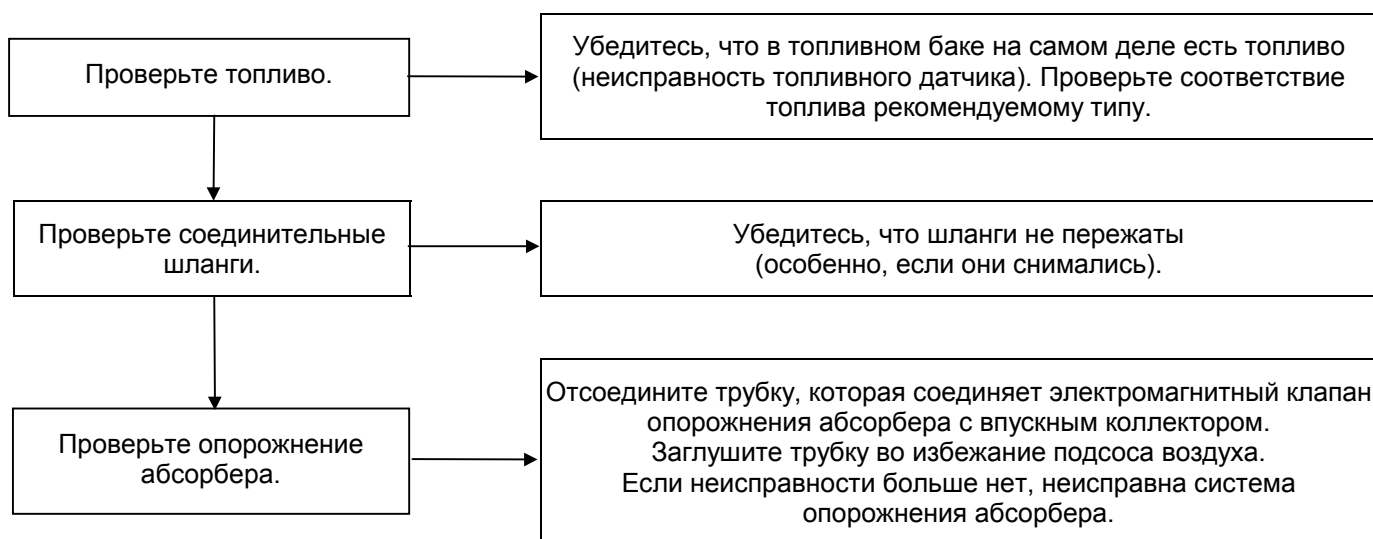 Проверьте топливо.
Убедитесь, что в топливном баке на самом деле есть топливо
(неисправность топливного датчика). Проверьте соответствие
топлива рекомендуемому типу.
Проверьте соединительные
шланги.
Убедитесь, что шланги не пережаты
(особенно, если они снимались).
Проверьте опорожнение
абсорбера.
Отсоедините трубку, которая соединяет электромагнитный клапан
опорожнения абсорбера с впускным коллектором.
Заглушите трубку во избежание подсоса воздуха.
Если неисправности больше нет, неисправна система
опорожнения абсорбера.